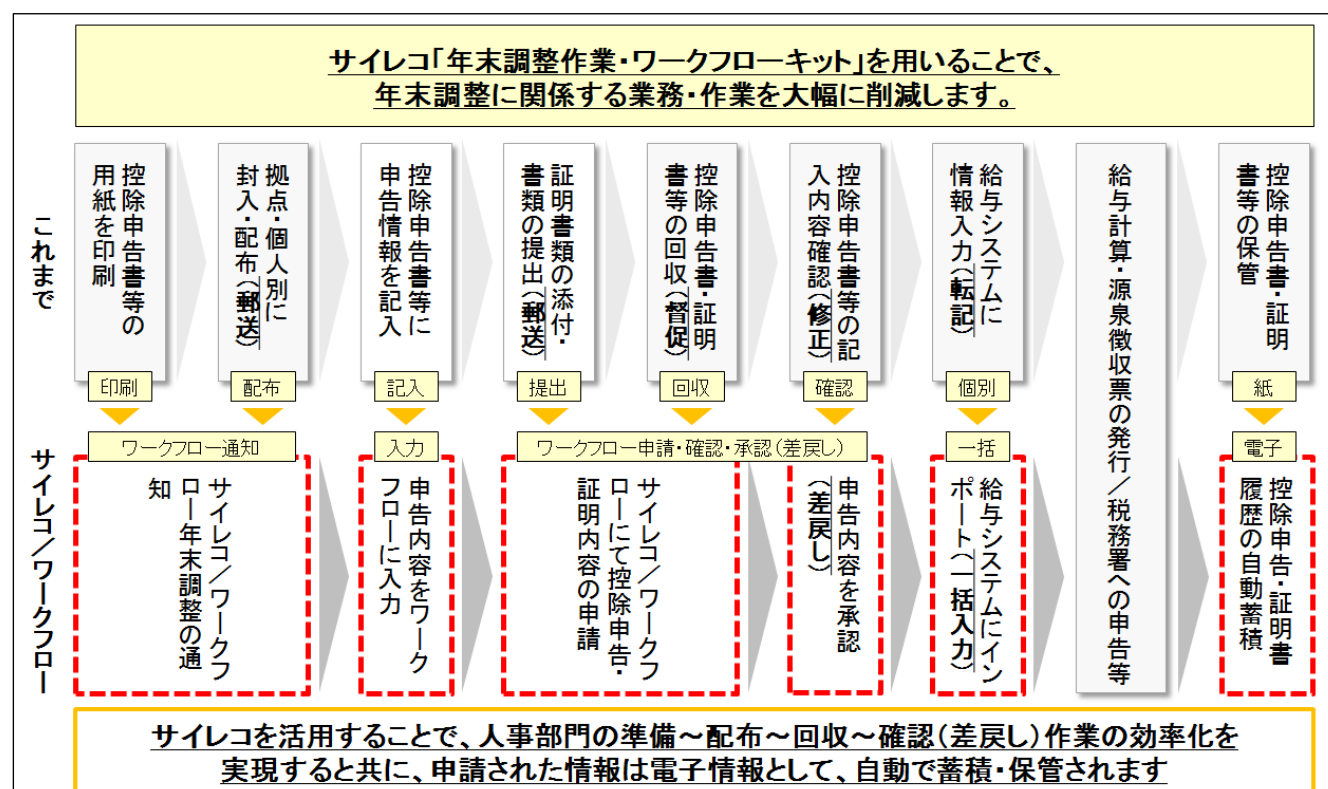 サイレコ「年末調整作業・ワークフローキット」を用いることで、
年末調整に関係する業務・作業を大幅に削減します。
これまで
控除申告書等の
用紙を印刷
拠点・個人別に
封入・配布(郵送)
控除申告書等に
申告情報を記入
証明書類の添付・
書類の提出(郵送)
控除申告書・証明
書等の回収(督促)
控除申告書等の記
入内容確認(修正)
給与システムに
情報入力(転記)
給与計算・源泉徴収票の発行／税務署への申告等
控除申告書・証明
書等の保管
印刷
配布
記入
提出
回収
確認
個別
紙
サイレコ／ワークフロー
ワークフロー通知
入力
ワークフロー申請・確認・承認(差戻し)
一括
電子
サイレコ／ワークフ
ロー年末調整の通
知
申告内容をワーク
フローに入力
サイレコ／ワークフ
ローにて控除申告・
証明内容の申請
申告内容を承認
(差戻し)
給与システムにイン
ポート(一括入力)
控除申告・証明書
履歴の自動蓄積
サイレコを活用することで、人事部門の準備～配布～回収～確認(差戻し)作業の効率化を
実現すると共に、申請された情報は電子情報として、自動で蓄積・保管されます